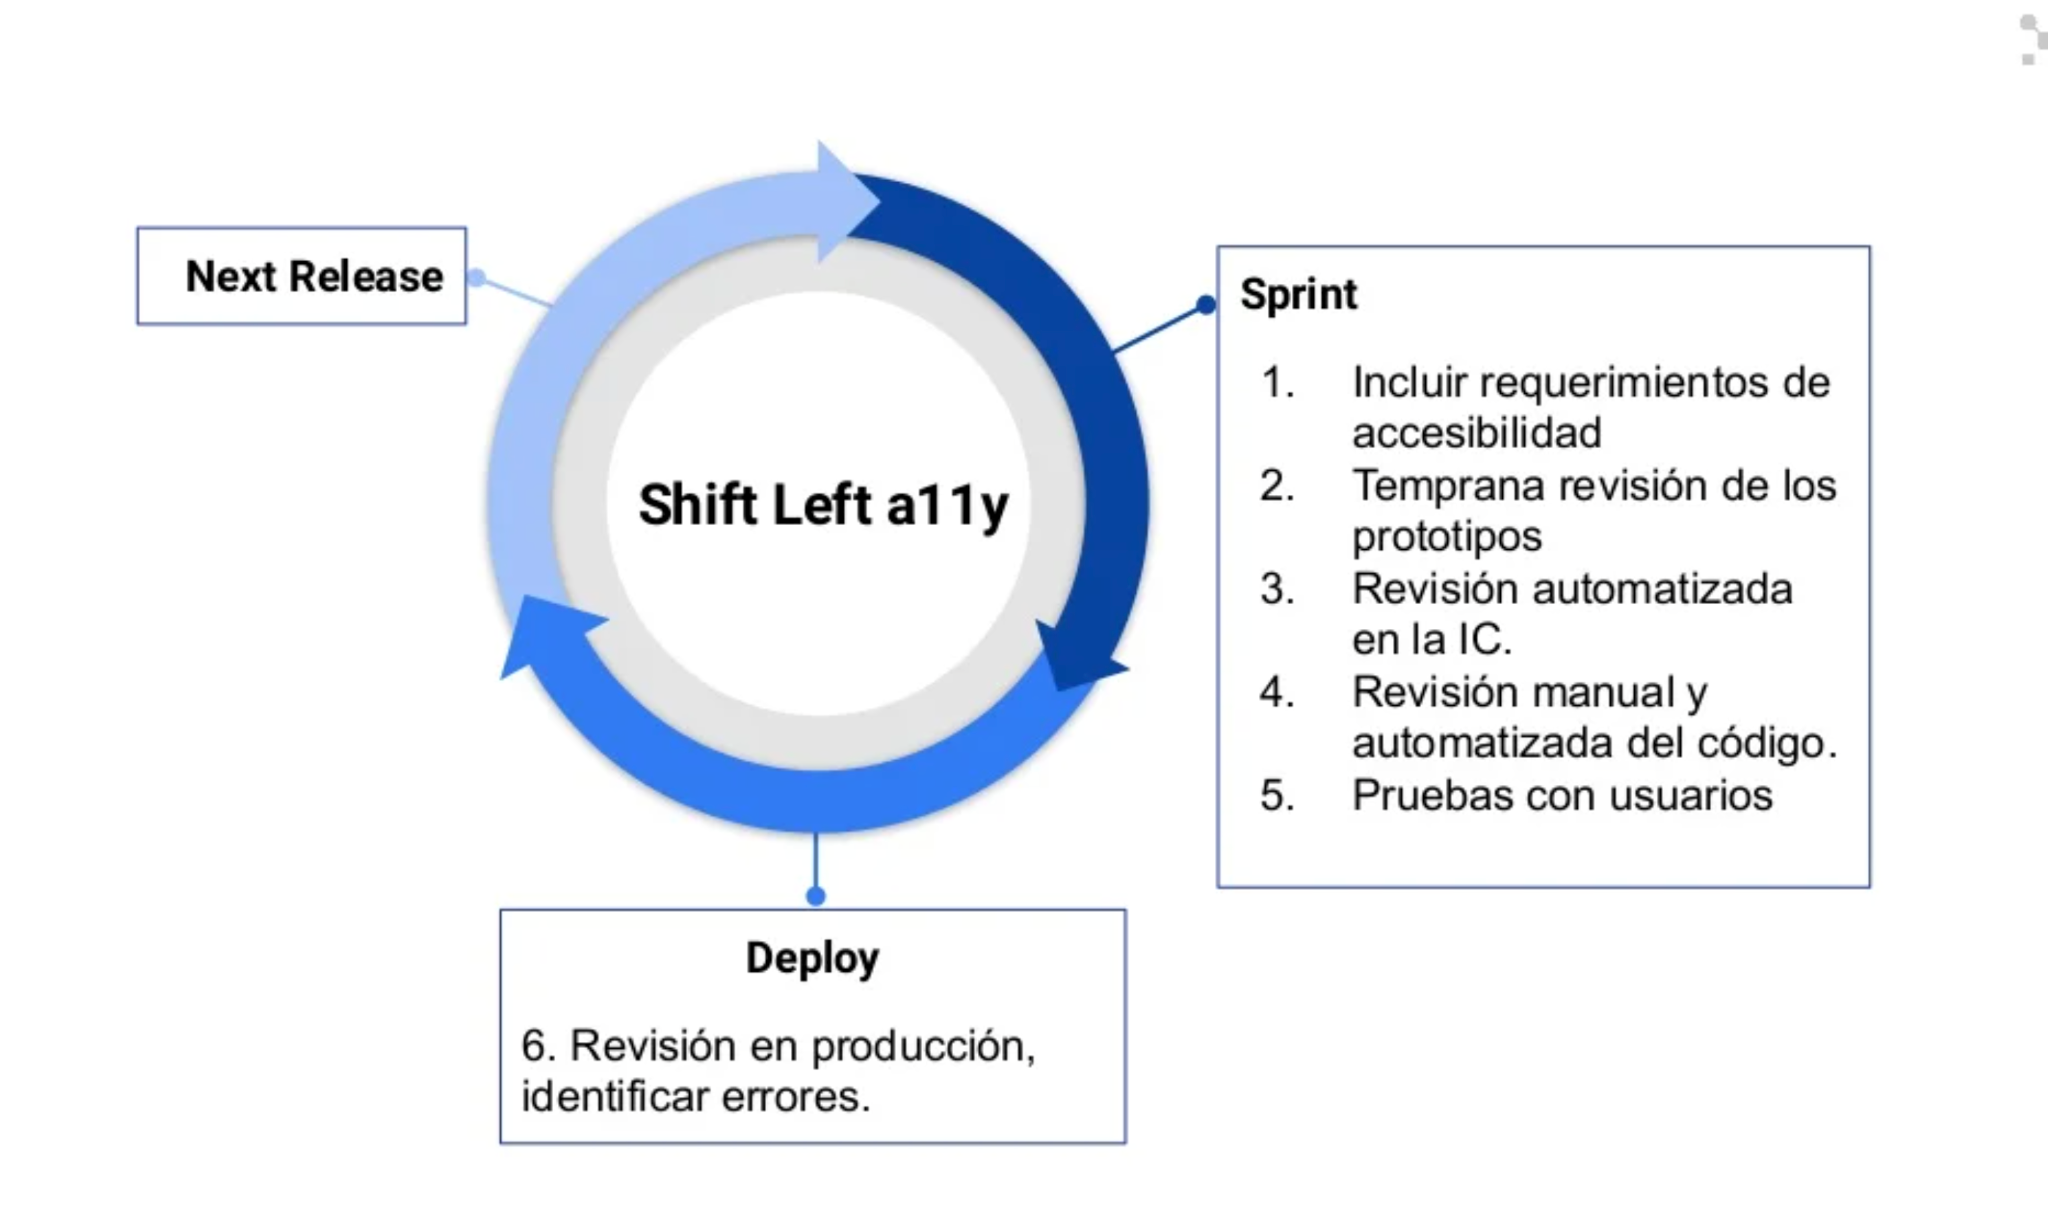 Next Release
Shift Left a11y
Sprint
1. Incluir requerimientos de
accesibilidad
2. Temprana revisión de los
prototipos
3. Revisión automatizada
en la IC.
4. Revisión manual y
automatizada del código.
5. Pruebas con usuarios
Deploy
6. Revisión en producción,
identificar errores.